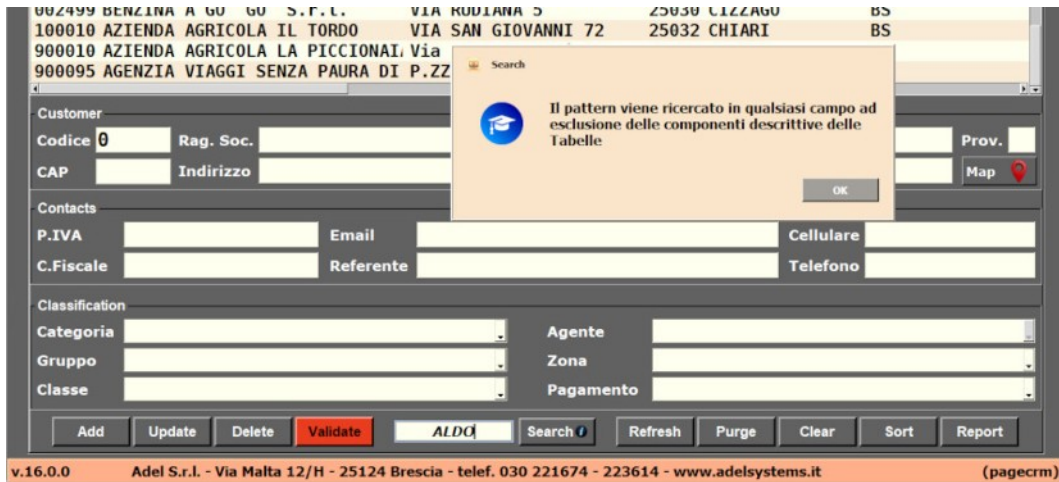 002499 BENZINA A GO GO S.r.l. VIA RUDIANA 5 25030 CIZZAGO BS
100010 AZIENDA AGRICOLA IL TORDO VIA SAN GIOVANNI 72 25032 CHIARI BS
900010 AZIENDA AGRICOLA LA PICCIONAI Via
900095 AGENZIA VIAGGI SENZA PAURA DI P.ZZ
Search
Il pattern viene ricercato in qualsiasi campo ad
esclusione delle componenti descrittive delle
Tabelle
OK
Customer
Codice 0 Rag. Soc. Prov.
CAP Indirizzo Map
Contacts
P.IVA Email Cellulare
C.Fiscale Referente Telefono
Classification
Categoria Agente
Gruppo Zona
Classe Pagamento
Add Update Delete Validate ALDO Search i Refresh Purge Clear Sort Report
v.16.0.0 Adel S.r.l. - Via Malta 12/H - 25124 Brescia - telef. 030 221674 - 223614 - www.adelsystems.it (pagecrm)